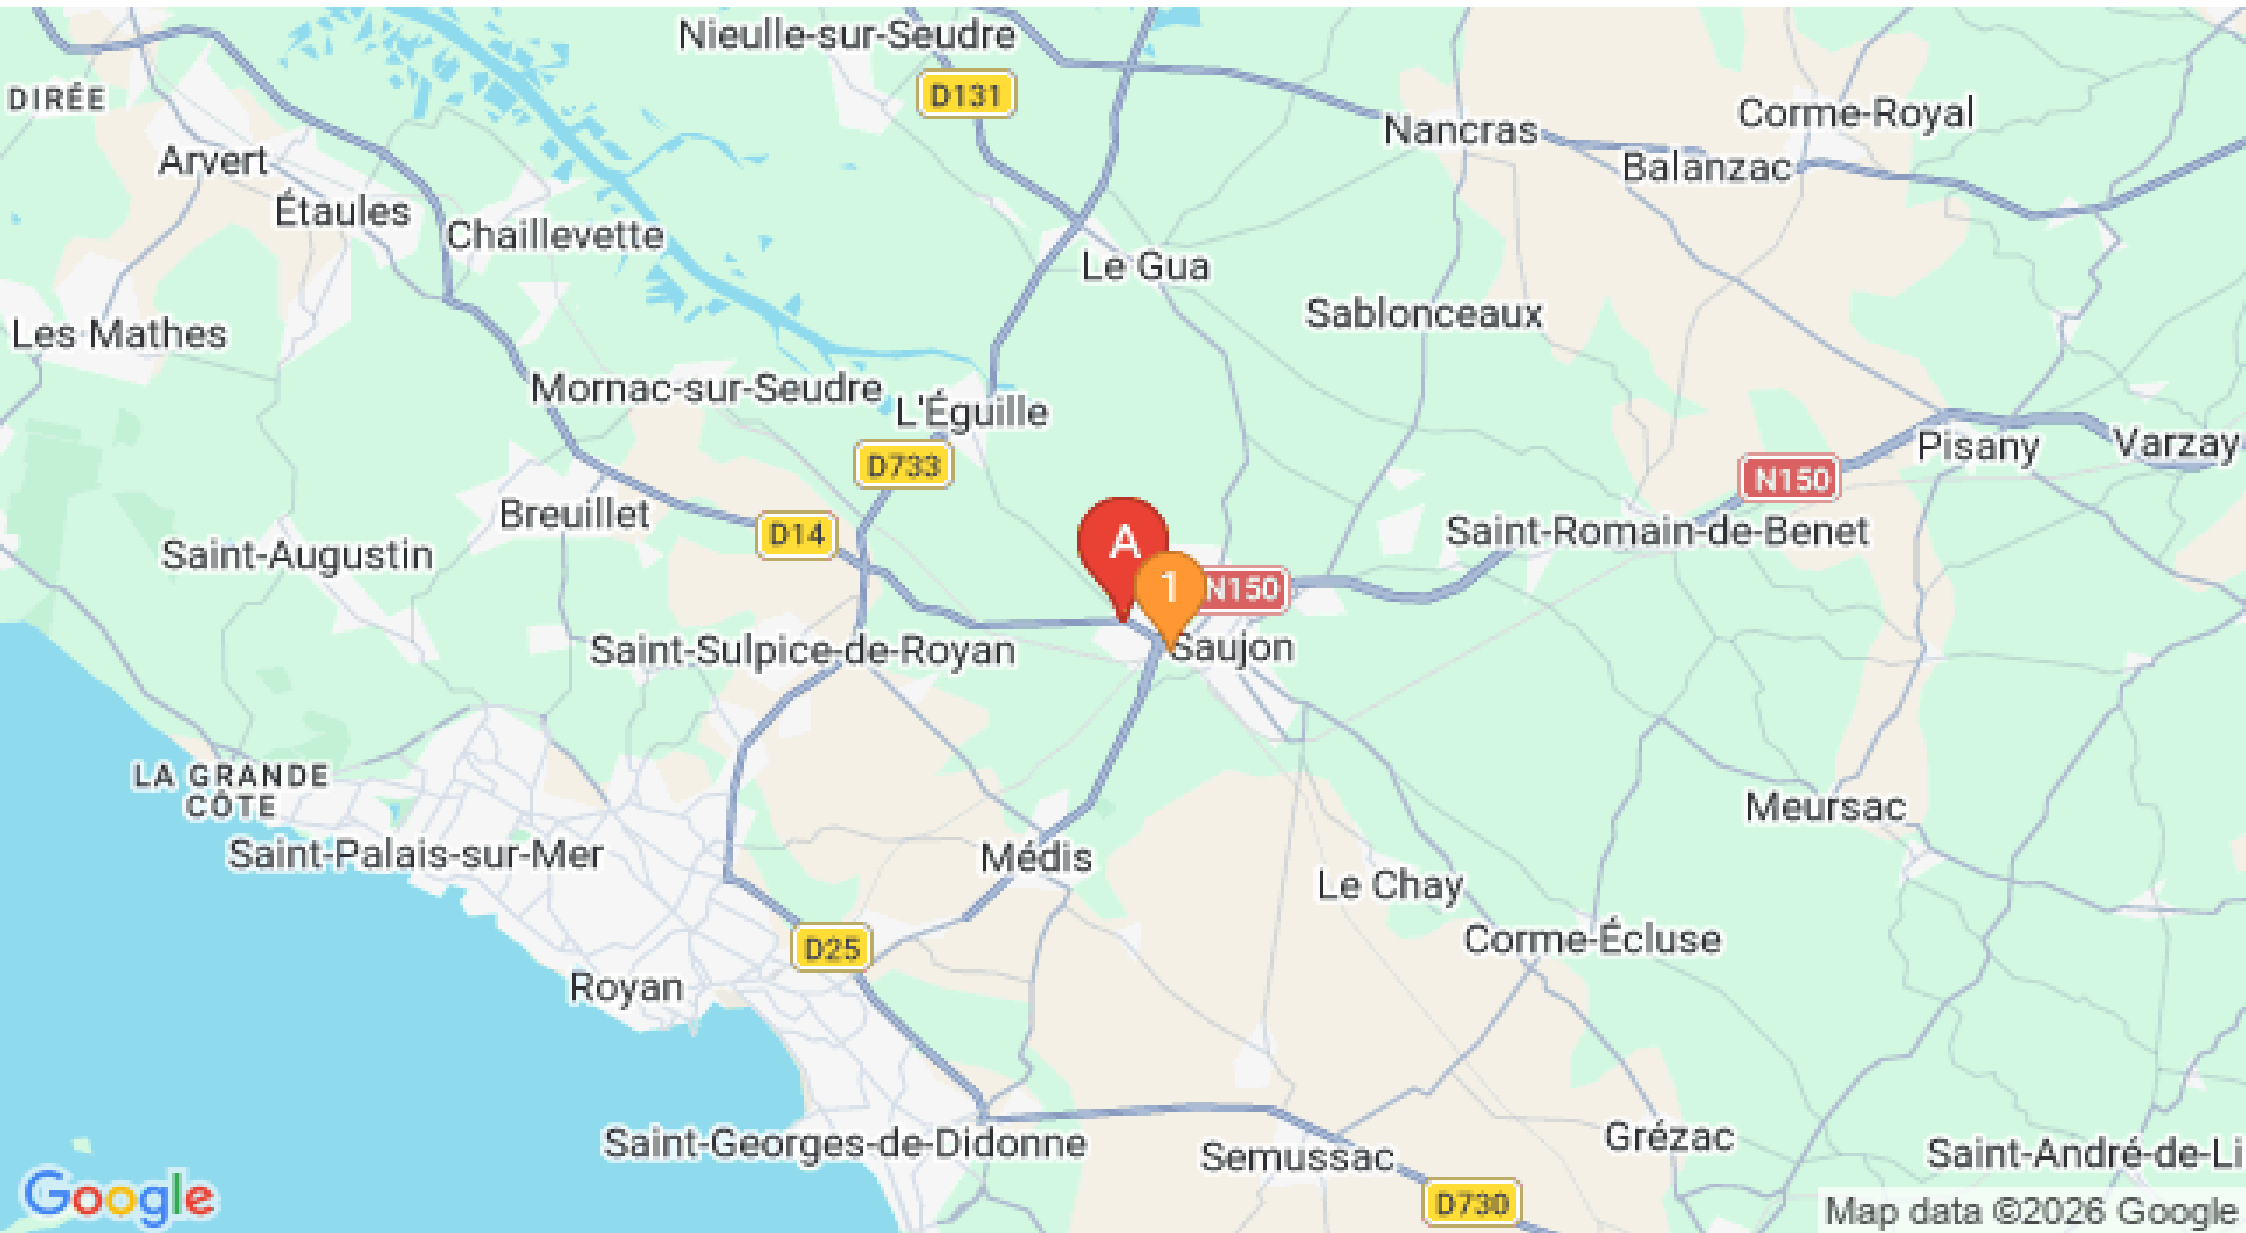 Nieulle-sur-Seudre
D131
DIRÉE
Corme-Royal
Nancras
Arvert
Balanzac
Étaules
Chaillevette
Le Gua
Sablonceaux
Les Mathes
Mornac-sur-Seudre
L'Éguille
Pisany
Varzay
D733
N150
Breuillet
D14
A
Saint-Romain-de-Benet
Saint-Augustin
1
N150
Saint-Sulpice-de-Royan
Saujon
LA GRANDE
CÔTE
Meursac
Saint-Palais-sur-Mer
Médis
Le Chay
D25
Corme-Écluse
Royan
Saint-Georges-de-Didonne
Semussac
Grézac
Saint-André-de-Li
Google
D730
Map data ©2026 Google